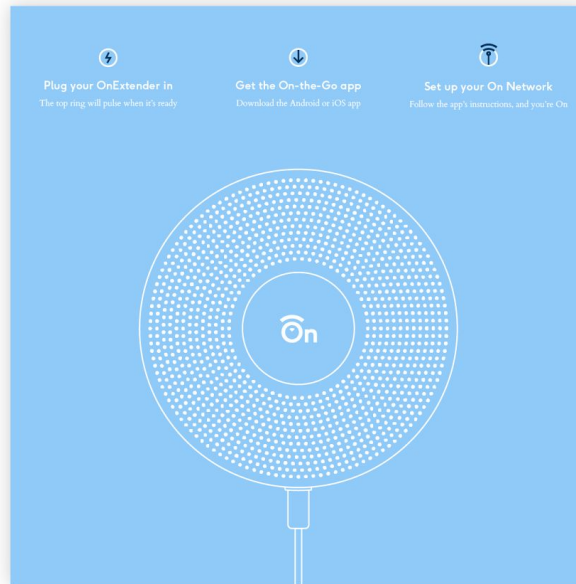 Plug your OnExtender in
The top ring will pulse when it's ready
Get the On-the-Go app
Download the Android or iOS app
Set up your On Network
Follow the app's instructions, and you're On
On